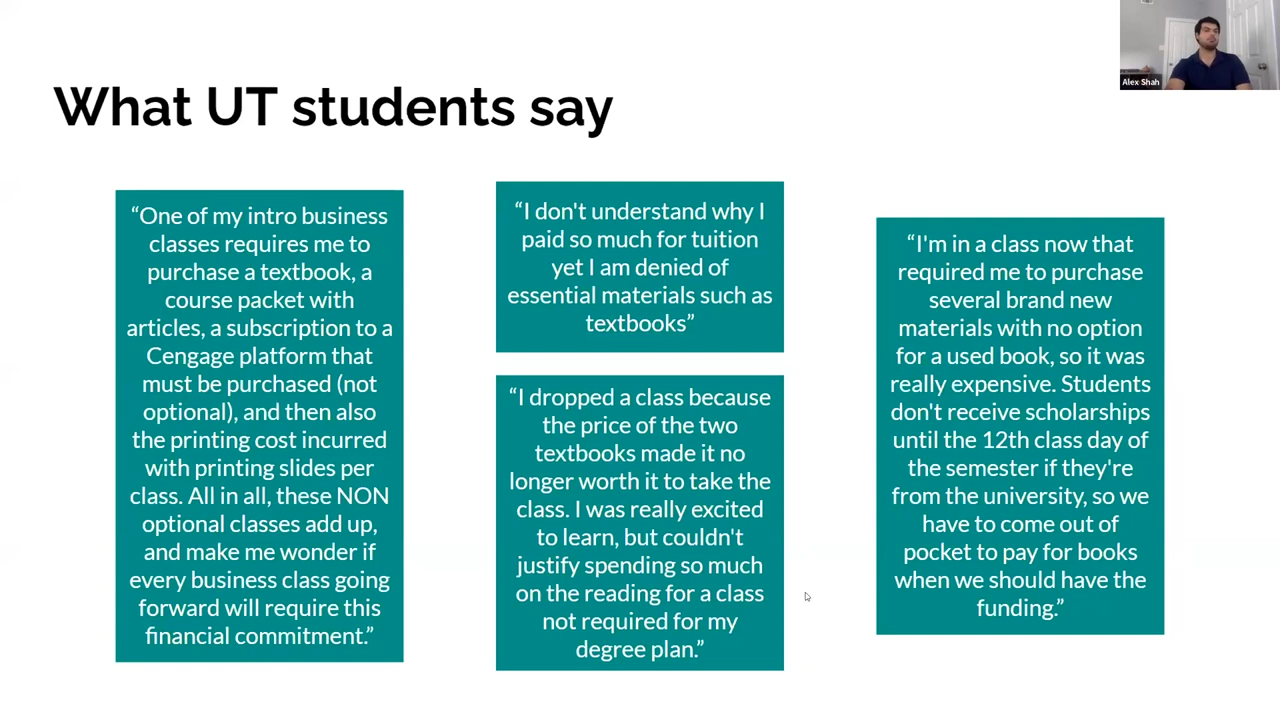 Alex Shah
What UT students say
“One of my intro business
classes requires me to
purchase a textbook, a
course packet with
articles, a subscription to a
Cengage platform that
must be purchased (not
optional), and then also
the printing cost incurred
with printing slides per
class. All in all, these NON
optional classes add up,
and make me wonder if
every business class going
forward will require this
financial commitment.”
“I don't understand why I
paid so much for tuition
yet I am denied of
essential materials such as
textbooks”
“I dropped a class because
the price of the two
textbooks made it no
longer worth it to take the
class. I was really excited
to learn, but couldn't
justify spending so much
on the reading for a class
not required for my
degree plan.”
“I'm in a class now that
required me to purchase
several brand new
materials with no option
for a used book, so it was
really expensive. Students
don't receive scholarships
until the 12th class day of
the semester if they're
from the university, so we
have to come out of
pocket to pay for books
when we should have the
funding.”